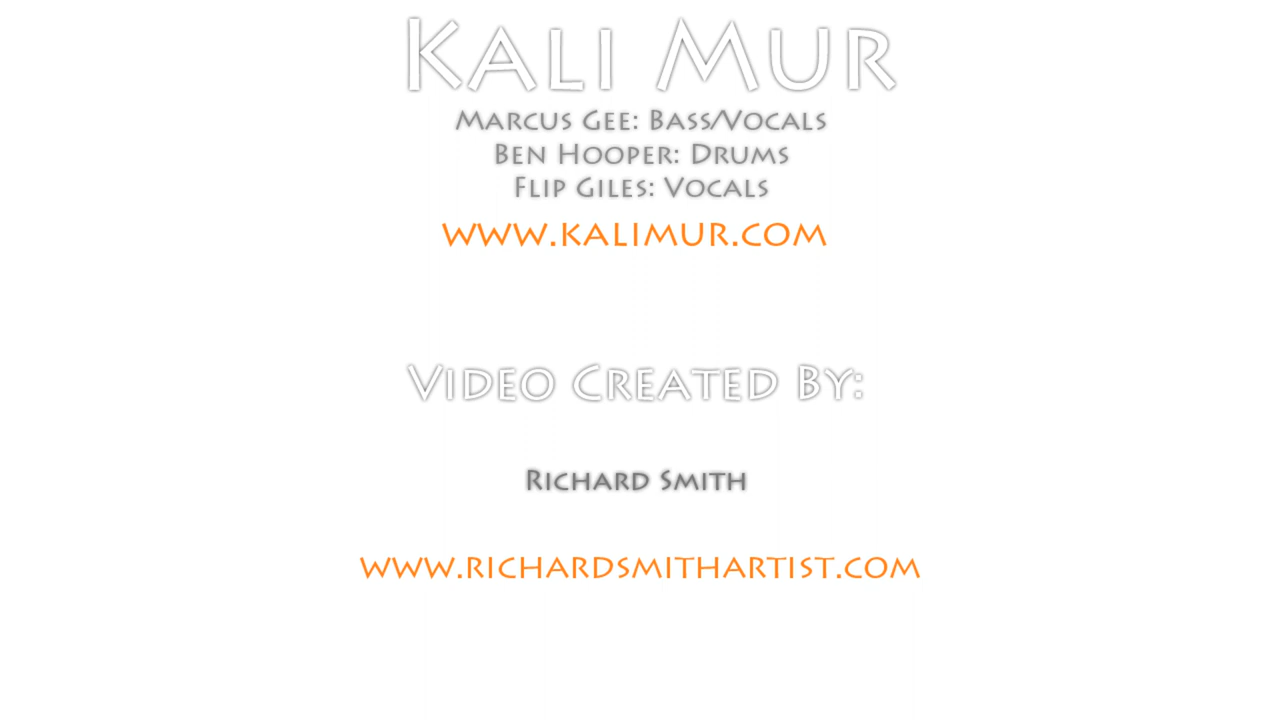 Kali Mur
Marcus Gee: Bass/Vocals
Ben Hooper: Drums
Flip Giles: Vocals
www.kalimur.com
Video Created By:
Richard Smith
www.richardsmithartist.com